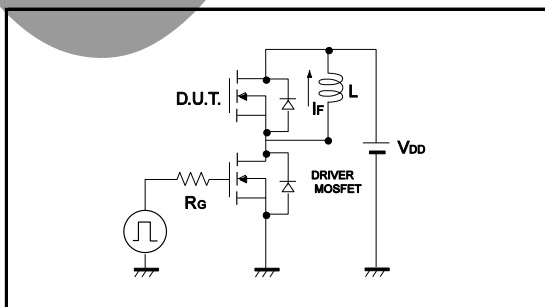 D.U.T.
IF
L
VDD
DRIVER
MOSFET
RG